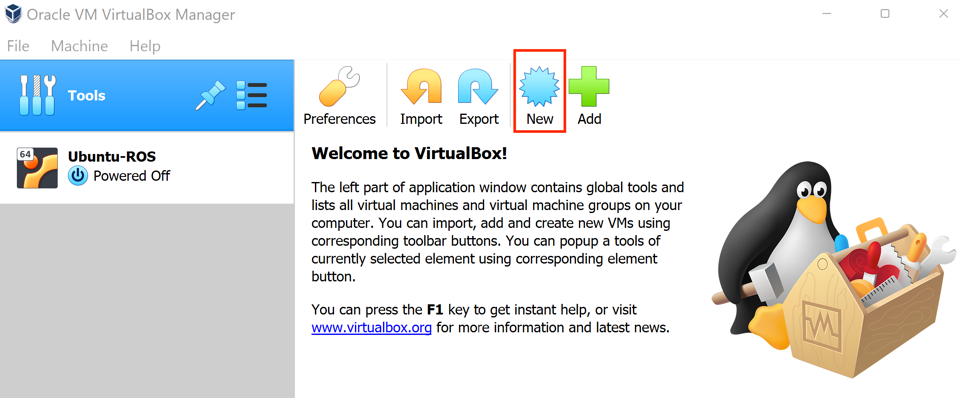 Oracle VM VirtualBox Manager
File Machine Help
Tools
Preferences Import Export New Add
64
Ubuntu-ROS
Powered Off
Welcome to VirtualBox!
The left part of application window contains global tools and
lists all virtual machines and virtual machine groups on your
computer. You can import, add and create new VMs using
corresponding toolbar buttons. You can popup a tools of
currently selected element using corresponding element
button.
You can press the F1 key to get instant help, or visit
www.virtualbox.org for more information and latest news.